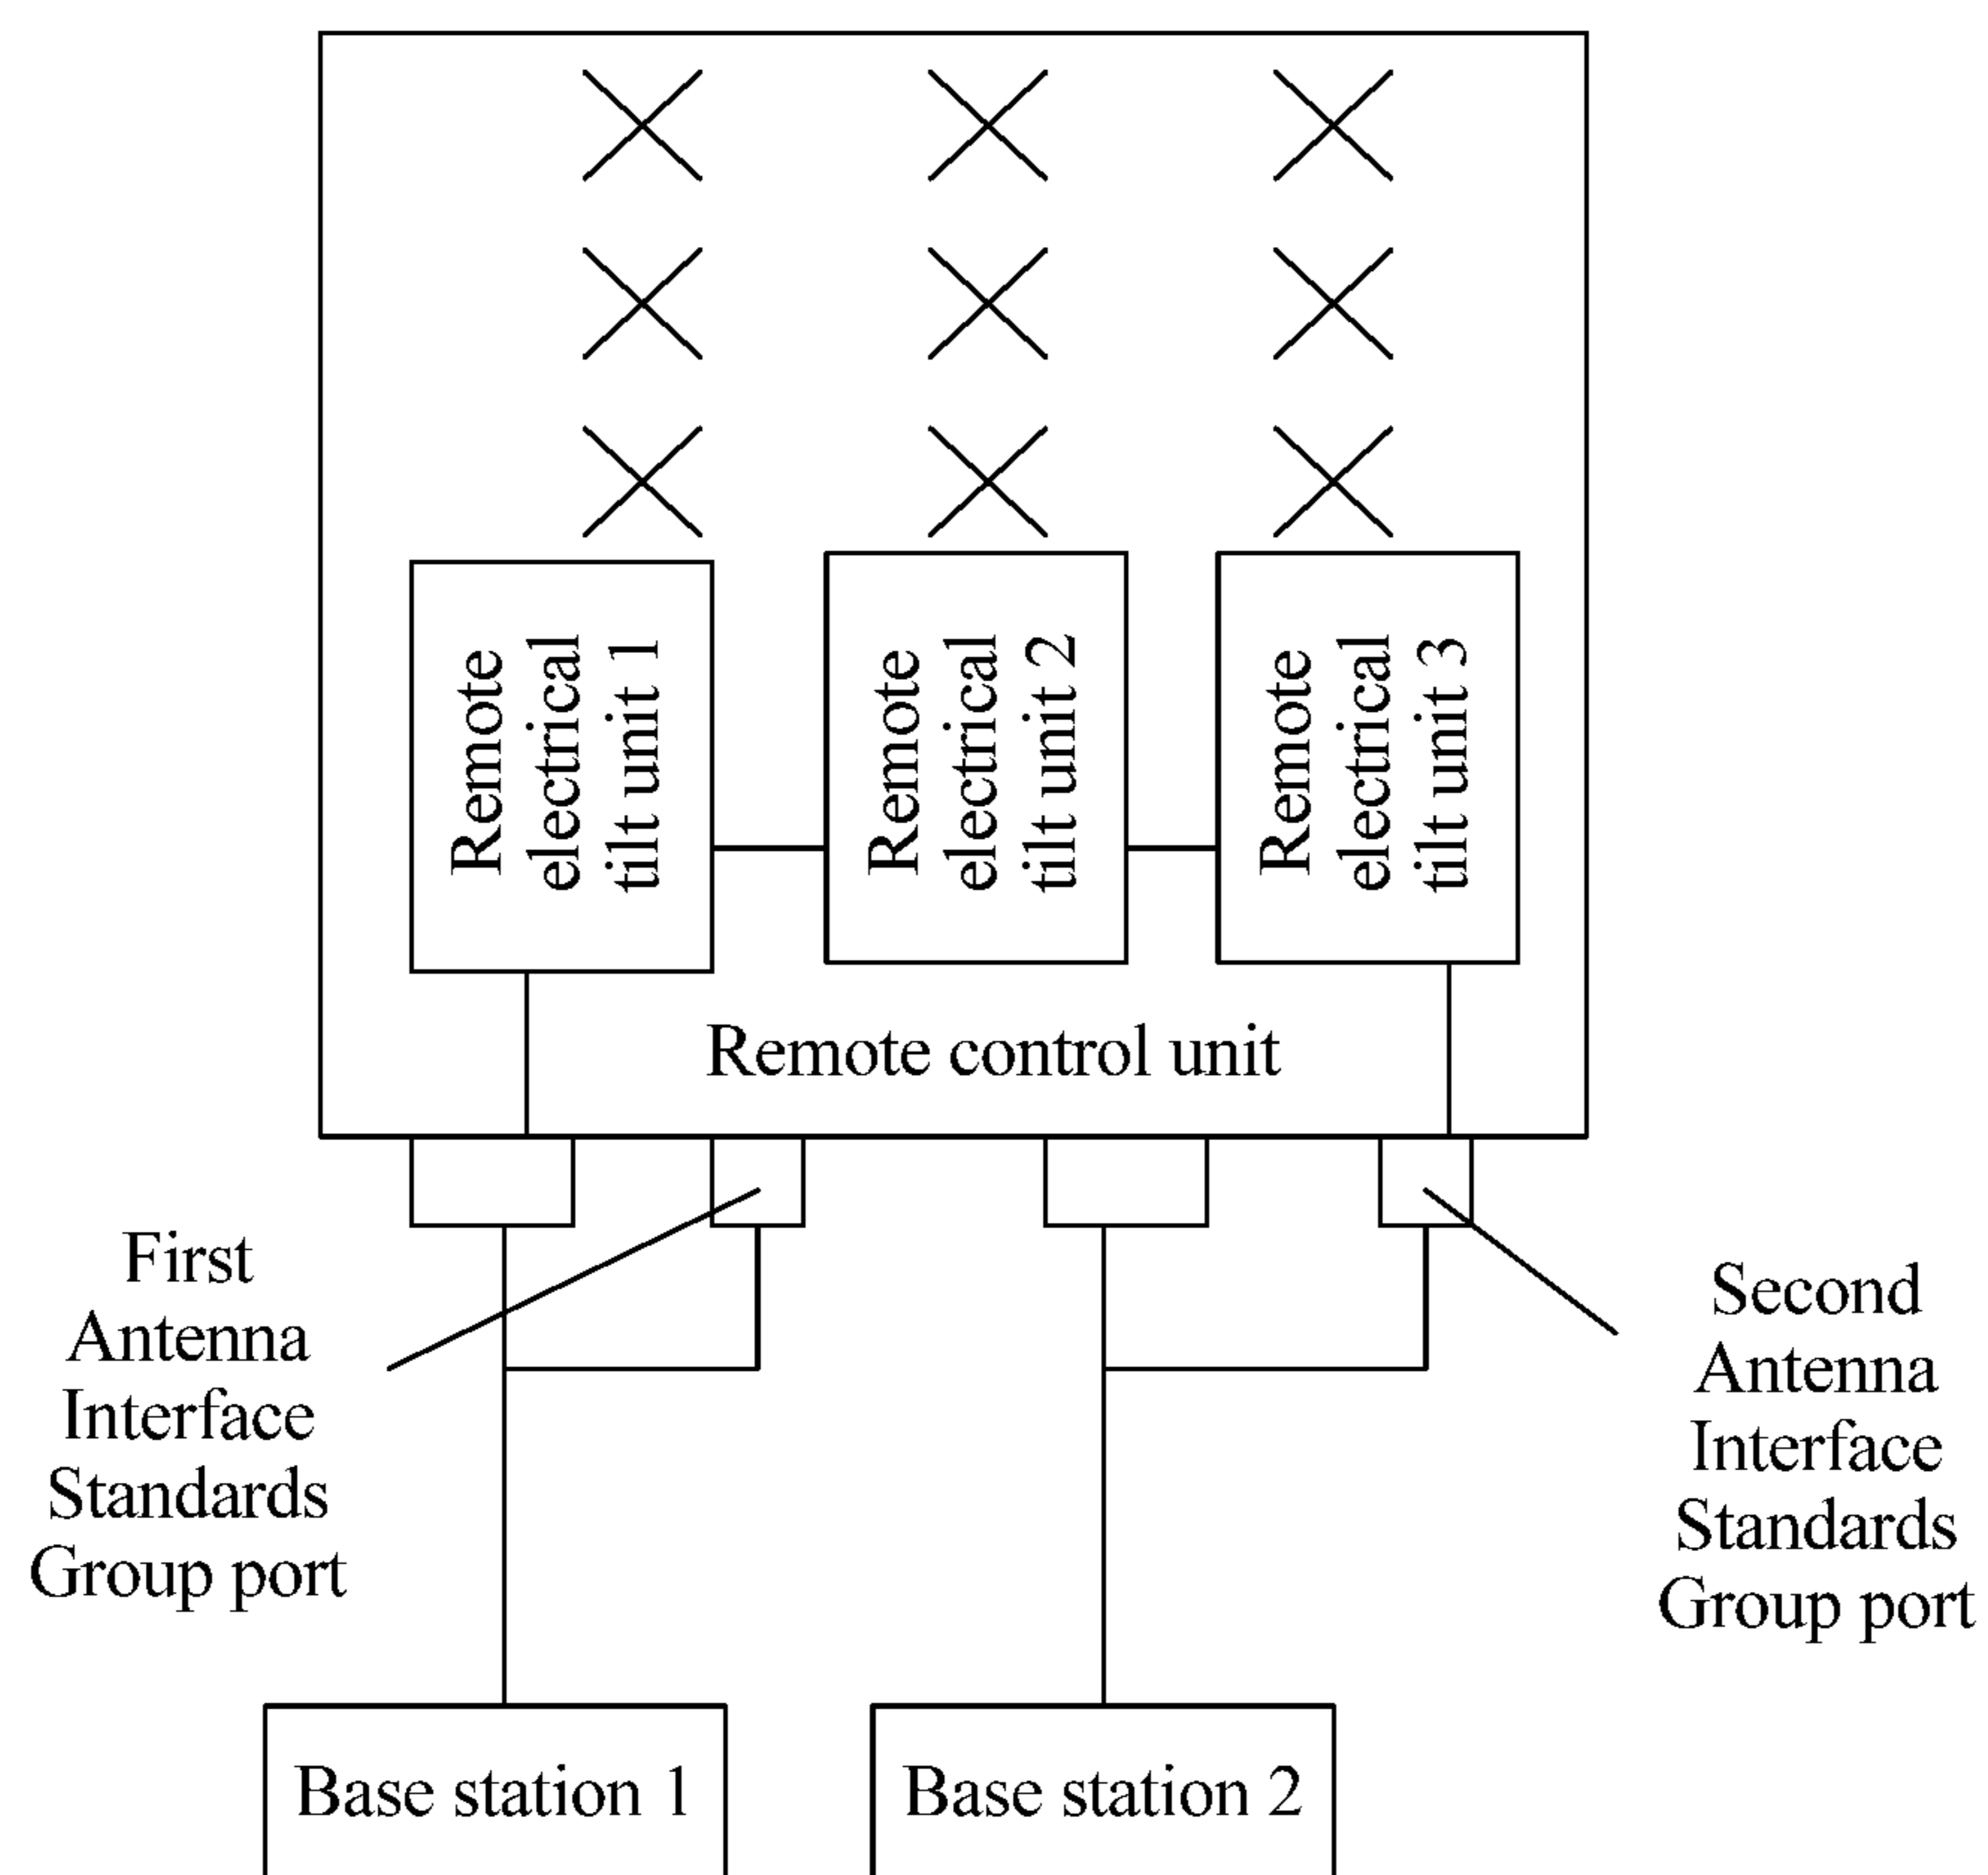 Remote
electrical
tilt unit 1
Remote
electrical
tilt unit 2
Remote
electrical
tilt unit 3
Remote control unit
First
Antenna
Interface
Standards
Group port
Second
Antenna
Interface
Standards
Group port
Base station 1
Base station 2